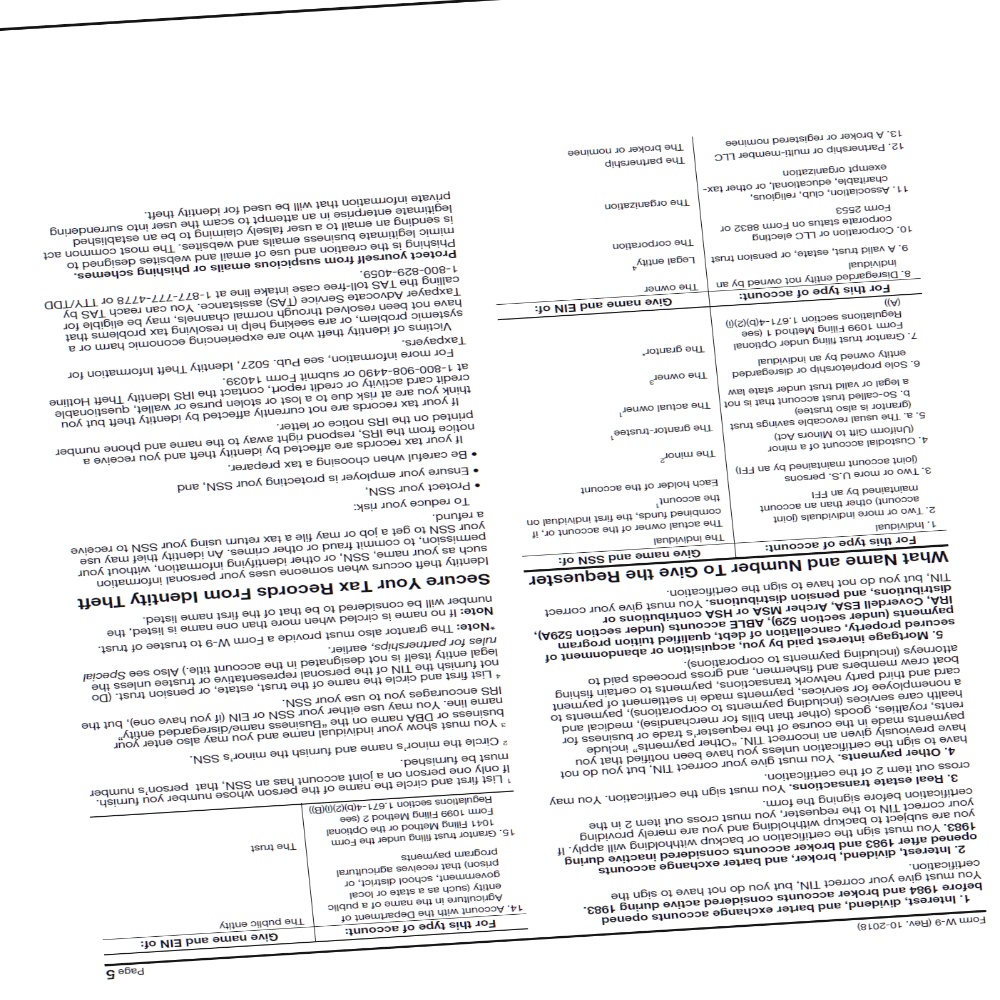 Form W-9 (Rev. 10-2018)
Page 5
1. Interest, dividend, and barter exchange accounts opened
before 1984 and broker accounts considered active during 1983.
You must give your correct TIN, but you do not have to sign the
certification.
2. Interest, dividend, broker, and barter exchange accounts
opened after 1983 and broker accounts considered inactive during
1983. You must sign the certification or backup withholding will apply. If
you are subject to backup withholding and you are merely providing
your correct TIN to the requester, you must cross out item 2 in the
certification before signing the form.
3. Real estate transactions. You must sign the certification. You may
cross out item 2 of the certification.
4. Other payments. You must give your correct TIN, but you do not
have to sign the certification unless you have been notified that you
have previously given an incorrect TIN. “Other payments” include
payments made in the course of the requester’s trade or business for
rents, royalties, goods (other than bills for merchandise), medical and
health care services (including payments to corporations), payments to
a nonemployee for services, payments made in settlement of payment
card and third party network transactions, payments to certain fishing
boat crew members and fishermen, and gross proceeds paid to
attorneys (including payments to corporations).
5. Mortgage interest paid by you, acquisition or abandonment of
secured property, cancellation of debt, qualified tuition program
payments (under section 529), ABLE accounts (under section 529A),
IRA, Coverdell ESA, Archer MSA or HSA contributions or
distributions, and pension distributions. You must give your correct
TIN, but you do not have to sign the certification.
What Name and Number To Give the Requester
For this type of account:
Give name and SSN of:
1. Individual
The individual
2. Two or more individuals (joint
account) other than an account
maintained by an FFI
The actual owner of the account or, if
combined funds, the first individual on
the account¹
3. Two or more U.S. persons
(joint account maintained by an FFI)
Each holder of the account
4. Custodial account of a minor
(Uniform Gift to Minors Act)
The minor²
5. a. The usual revocable savings trust
(grantor is also trustee)
The grantor-trustee¹
b. So-called trust account that is not
a legal or valid trust under state law
The actual owner¹
6. Sole proprietorship or disregarded
entity owned by an individual
The owner³
7. Grantor trust filing under Optional
Form 1099 Filing Method 1 (see
Regulations section 1.671-4(b)(2)(i)
(A))
The grantor*
For this type of account:
Give name and EIN of:
8. Disregarded entity not owned by an
individual
The owner
9. A valid trust, estate, or pension trust
Legal entity⁴
10. Corporation or LLC electing
corporate status on Form 8832 or
Form 2553
The corporation
11. Association, club, religious,
charitable, educational, or other tax-
exempt organization
The organization
12. Partnership or multi-member LLC
The partnership
13. A broker or registered nominee
The broker or nominee
For this type of account:
Give name and EIN of:
14. Account with the Department of
Agriculture in the name of a public
entity (such as a state or local
government, school district, or
prison) that receives agricultural
program payments
The public entity
15. Grantor trust filing under the Form
1041 Filing Method or the Optional
Form 1099 Filing Method 2 (see
Regulations section 1.671-4(b)(2)(i)(B))
The trust
¹ List first and circle the name of the person whose number you furnish.
If only one person on a joint account has an SSN, that person’s number
must be furnished.
² Circle the minor’s name and furnish the minor’s SSN.
³ You must show your individual name and you may also enter your
business or DBA name on the “Business name/disregarded entity”
name line. You may use either your SSN or EIN (if you have one), but the
IRS encourages you to use your SSN.
⁴ List first and circle the name of the trust, estate, or pension trust. (Do
not furnish the TIN of the personal representative or trustee unless the
legal entity itself is not designated in the account title.) Also see Special
rules for partnerships, earlier.
*Note: The grantor also must provide a Form W-9 to trustee of trust.
Note: If no name is circled when more than one name is listed, the
number will be considered to be that of the first name listed.
Secure Your Tax Records From Identity Theft
Identity theft occurs when someone uses your personal information
such as your name, SSN, or other identifying information, without your
permission, to commit fraud or other crimes. An identity thief may use
your SSN to get a job or may file a tax return using your SSN to receive
a refund.
To reduce your risk:
• Protect your SSN,
• Ensure your employer is protecting your SSN, and
• Be careful when choosing a tax preparer.
If your tax records are affected by identity theft and you receive a
notice from the IRS, respond right away to the name and phone number
printed on the IRS notice or letter.
If your tax records are not currently affected by identity theft but you
think you are at risk due to a lost or stolen purse or wallet, questionable
credit card activity or credit report, contact the IRS Identity Theft Hotline
at 1-800-908-4490 or submit Form 14039.
For more information, see Pub. 5027, Identity Theft Information for
Taxpayers.
Victims of identity theft who are experiencing economic harm or a
systemic problem, or are seeking help in resolving tax problems that
have not been resolved through normal channels, may be eligible for
Taxpayer Advocate Service (TAS) assistance. You can reach TAS by
calling the TAS toll-free case intake line at 1-877-777-4778 or TTY/TDD
1-800-829-4059.
Protect yourself from suspicious emails or phishing schemes.
Phishing is the creation and use of email and websites designed to
mimic legitimate business emails and websites. The most common act
is sending an email to a user falsely claiming to be an established
legitimate enterprise in an attempt to scam the user into surrendering
private information that will be used for identity theft.